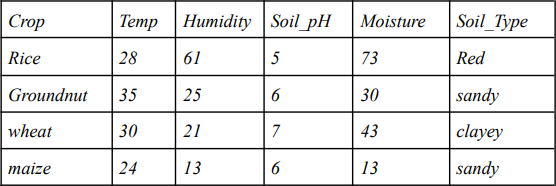 Crop Temp Humidity Soil_pH Moisture Soil_Type
Rice 28 61 5 73 Red
Groundnut 35 25 6 30 sandy
wheat 30 21 7 43 clayey
maize 24 13 6 13 sandy